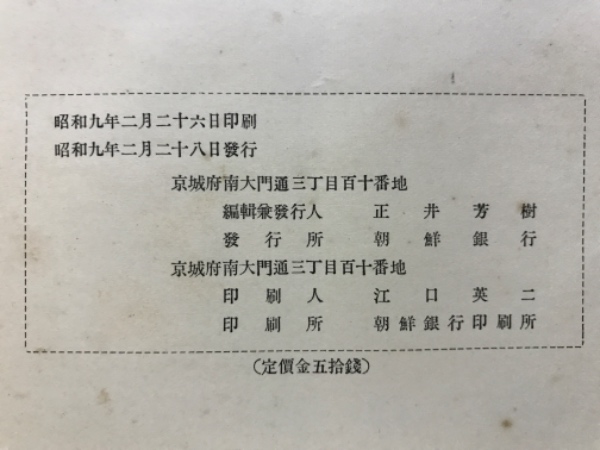 昭和九年二月二十六日印刷
昭和九年二月二十八日發行
京城府南大門通三丁目百十番地
編輯兼發行人 正井芳樹
發行所 朝鮮銀行
京城府南大門通三丁目百十番地
印刷人 江口英二
印刷所 朝鮮銀行印刷所
(定價金五拾錢)